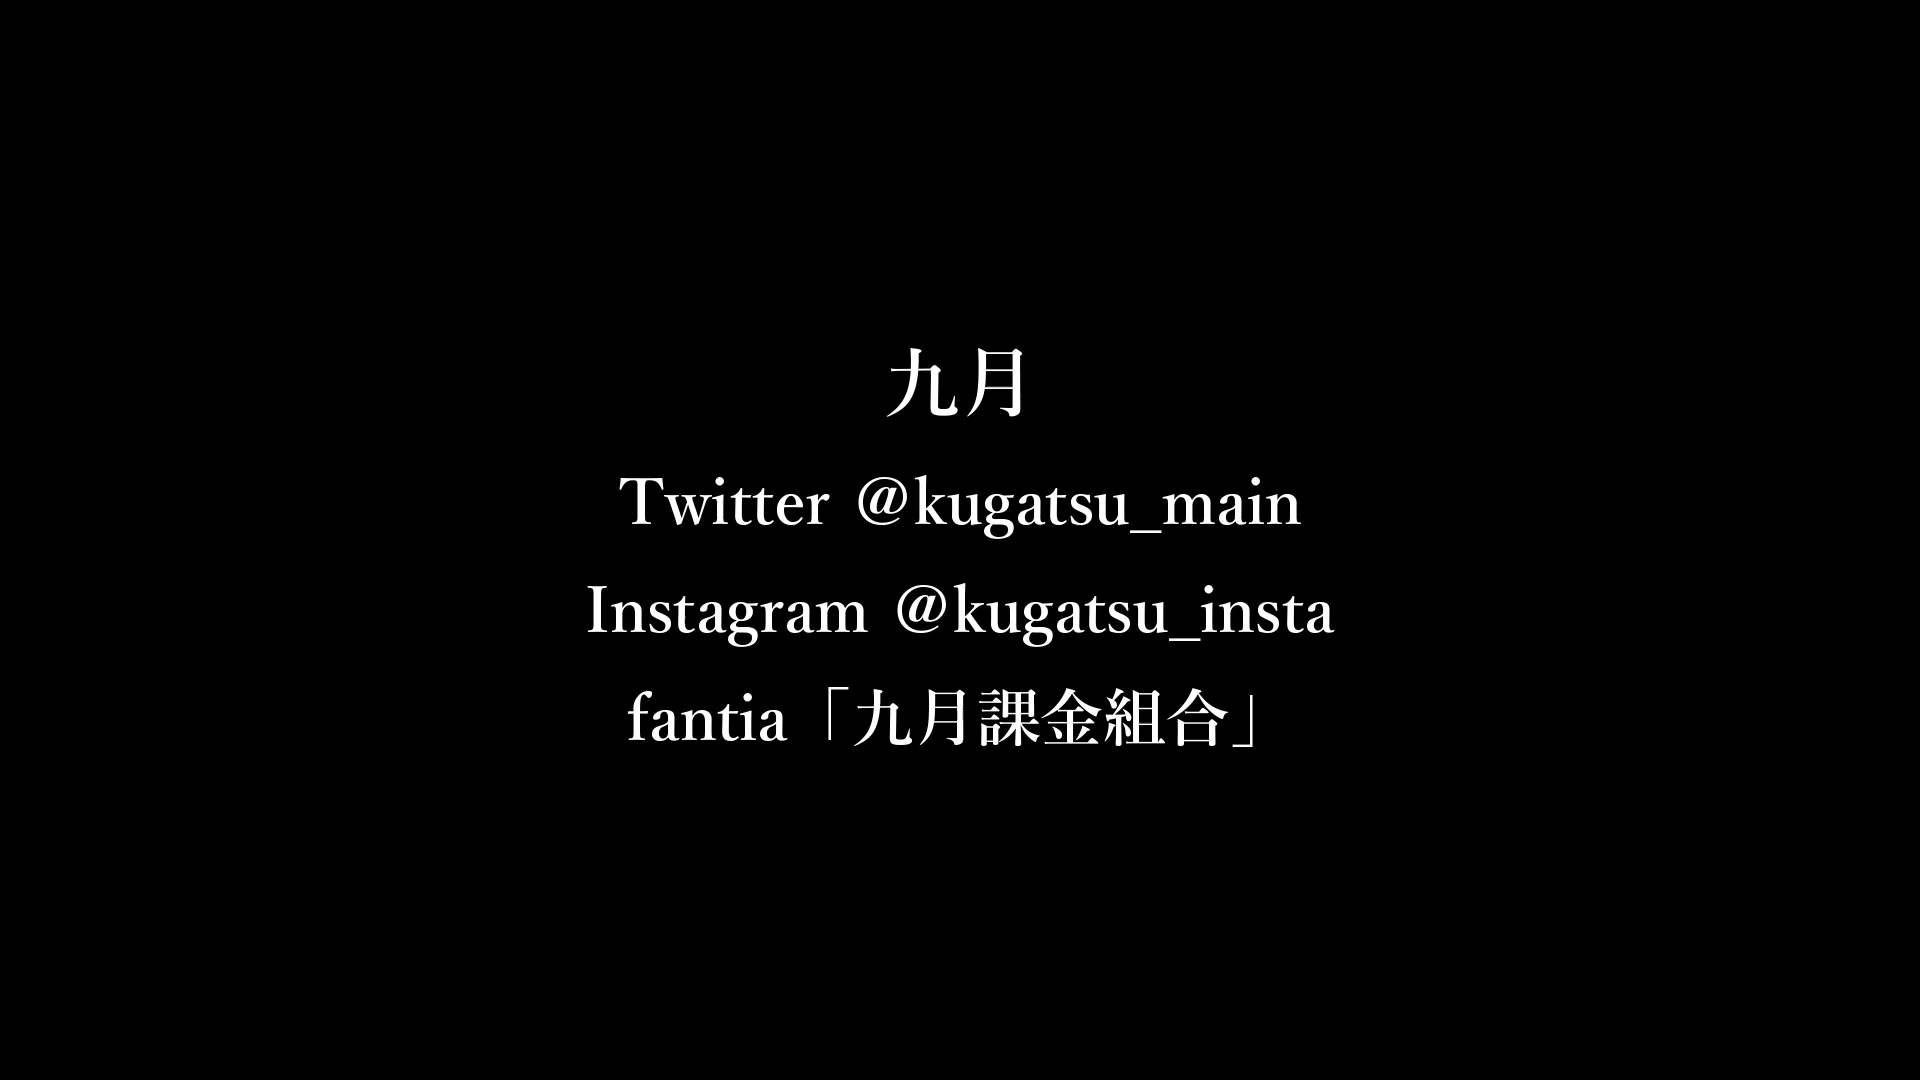 九月
Twitter @kugatsu_main
Instagram @kugatsu_insta
fantia「九月課金組合」